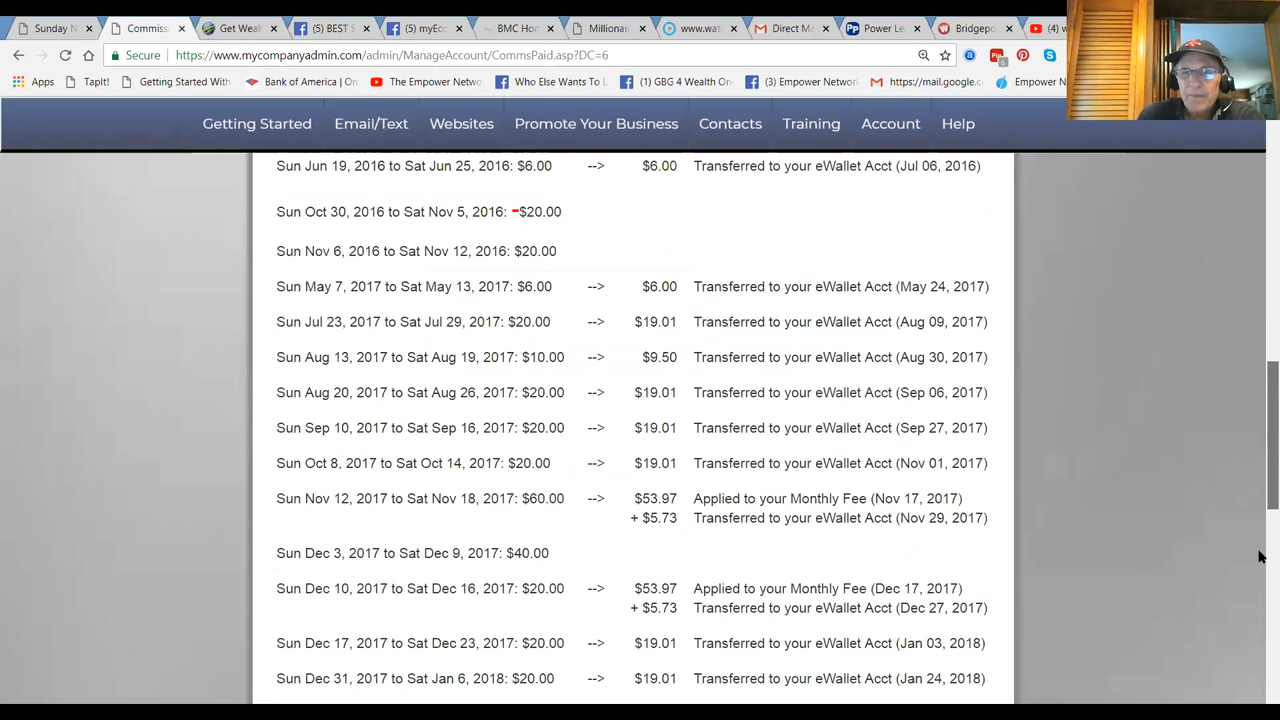 Sunday N
Commiss
Get Weal
(5) BEST S
(5) myEc
BMC Hom
Millionair
www.wat
Direct M
Power Le
Bridgepo
(4) w
Secure
https://www.mycompanyadmin.com/admin/ManageAccount/CommsPaid.asp?DC=6
Apps
TapIt!
Getting Started With
Bank of America | On
The Empower Netwo
Who Else Wants To L
(1) GBG 4 Wealth On
(3) Empower Networ
https://mail.google.c
Empower N
Getting Started Email/Text Websites Promote Your Business Contacts Training Account Help
Sun Jun 19, 2016 to Sat Jun 25, 2016: $6.00 --> $6.00 Transferred to your eWallet Acct (Jul 06, 2016)
Sun Oct 30, 2016 to Sat Nov 5, 2016: -$20.00
Sun Nov 6, 2016 to Sat Nov 12, 2016: $20.00
Sun May 7, 2017 to Sat May 13, 2017: $6.00 --> $6.00 Transferred to your eWallet Acct (May 24, 2017)
Sun Jul 23, 2017 to Sat Jul 29, 2017: $20.00 --> $19.01 Transferred to your eWallet Acct (Aug 09, 2017)
Sun Aug 13, 2017 to Sat Aug 19, 2017: $10.00 --> $9.50 Transferred to your eWallet Acct (Aug 30, 2017)
Sun Aug 20, 2017 to Sat Aug 26, 2017: $20.00 --> $19.01 Transferred to your eWallet Acct (Sep 06, 2017)
Sun Sep 10, 2017 to Sat Sep 16, 2017: $20.00 --> $19.01 Transferred to your eWallet Acct (Sep 27, 2017)
Sun Oct 8, 2017 to Sat Oct 14, 2017: $20.00 --> $19.01 Transferred to your eWallet Acct (Nov 01, 2017)
Sun Nov 12, 2017 to Sat Nov 18, 2017: $60.00 --> $53.97 Applied to your Monthly Fee (Nov 17, 2017)
+ $5.73 Transferred to your eWallet Acct (Nov 29, 2017)
Sun Dec 3, 2017 to Sat Dec 9, 2017: $40.00
Sun Dec 10, 2017 to Sat Dec 16, 2017: $20.00 --> $53.97 Applied to your Monthly Fee (Dec 17, 2017)
+ $5.73 Transferred to your eWallet Acct (Dec 27, 2017)
Sun Dec 17, 2017 to Sat Dec 23, 2017: $20.00 --> $19.01 Transferred to your eWallet Acct (Jan 03, 2018)
Sun Dec 31, 2017 to Sat Jan 6, 2018: $20.00 --> $19.01 Transferred to your eWallet Acct (Jan 24, 2018)